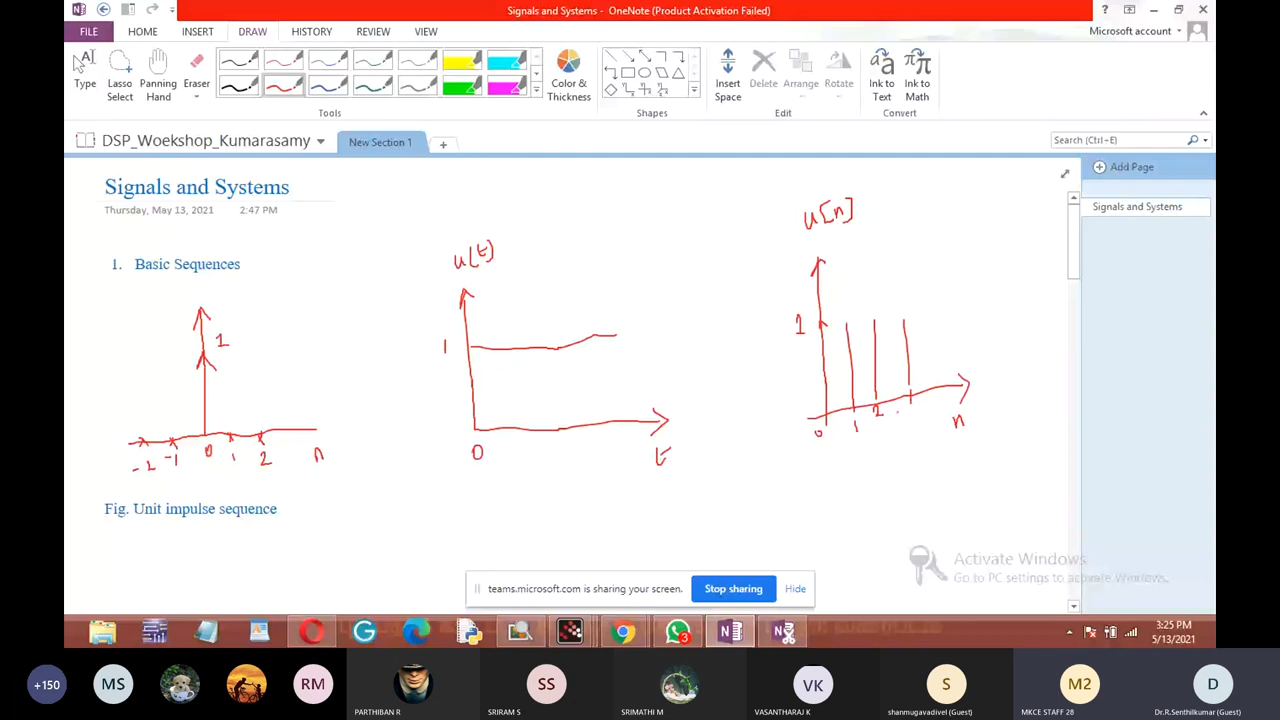 Signals and Systems - OneNote (Product Activation Failed)
FILE HOME INSERT DRAW HISTORY REVIEW VIEW
Microsoft account
Type
Lasso Select
Panning Hand
Eraser
Color & Thickness
Insert Space
Delete
Arrange
Rotate
Ink to Text
Ink to Math
Tools
Shapes
Edit
Convert
DSP_Woekshop_Kumarasamy
New Section 1
Search (Ctrl+E)
Add Page
Signals and Systems
Signals and Systems
Thursday, May 13, 2021 2:47 PM
1. Basic Sequences
u(t)
u[n]
1
1
1
-2 -1 0 1 2 n
0 t
0 1 2 n
Fig. Unit impulse sequence
Activate Windows
Go to PC settings to activate Windows.
teams.microsoft.com is sharing your screen. Stop sharing Hide
3
3:25 PM
5/13/2021
+150
MS
RM
PARTHIBAN R
SS
SRIRAM S
SRIMATHI M
VK
VASANTHARAJ K
S
shanmugavadivel (Guest)
M2
MKCE STAFF 28
D
Dr.R.Senthilkumar (Guest)